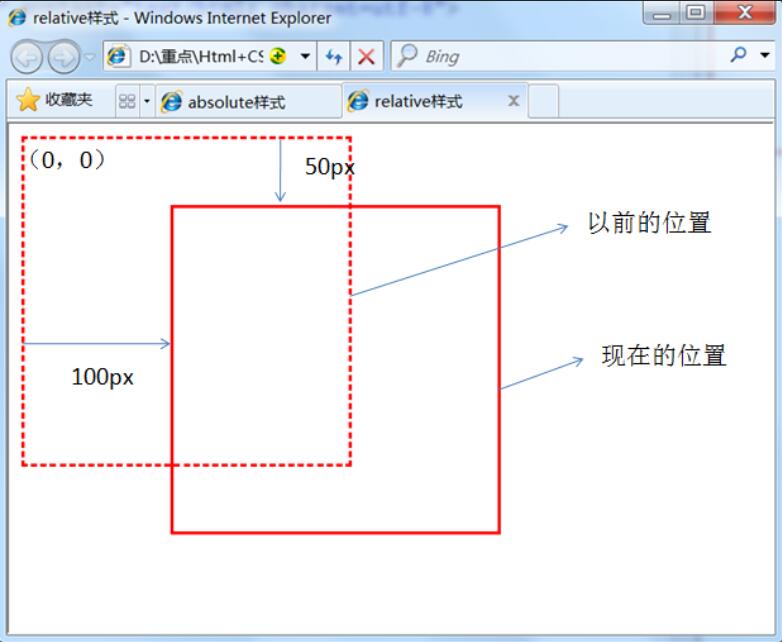 relative样式 - Windows Internet Explorer
D:\重点\Html+CS
Bing
收藏夹
absolute样式
relative样式
（0，0）
50px
以前的位置
现在的位置
100px